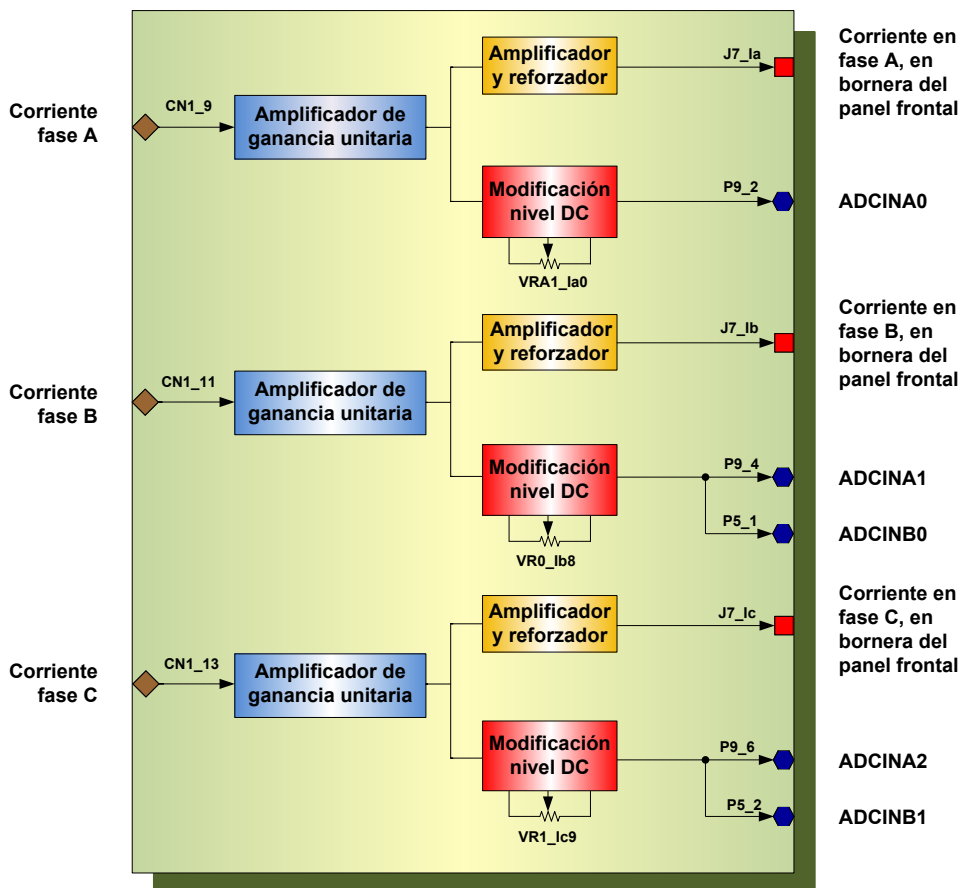 Corriente
fase A
CN1_9
Amplificador de
ganancia unitaria
Amplificador
y reforzador
J7_Ia
Corriente en
fase A, en
bornera del
panel frontal
Modificación
nivel DC
VRA1_Ia0
P9_2
ADCINA0
Corriente
fase B
CN1_11
Amplificador de
ganancia unitaria
Amplificador
y reforzador
J7_Ib
Corriente en
fase B, en
bornera del
panel frontal
Modificación
nivel DC
VR0_Ib8
P9_4
ADCINA1
P5_1
ADCINB0
Corriente
fase C
CN1_13
Amplificador de
ganancia unitaria
Amplificador
y reforzador
J7_Ic
Corriente en
fase C, en
bornera del
panel frontal
Modificación
nivel DC
VR1_Ic9
P9_6
ADCINA2
P5_2
ADCINB1